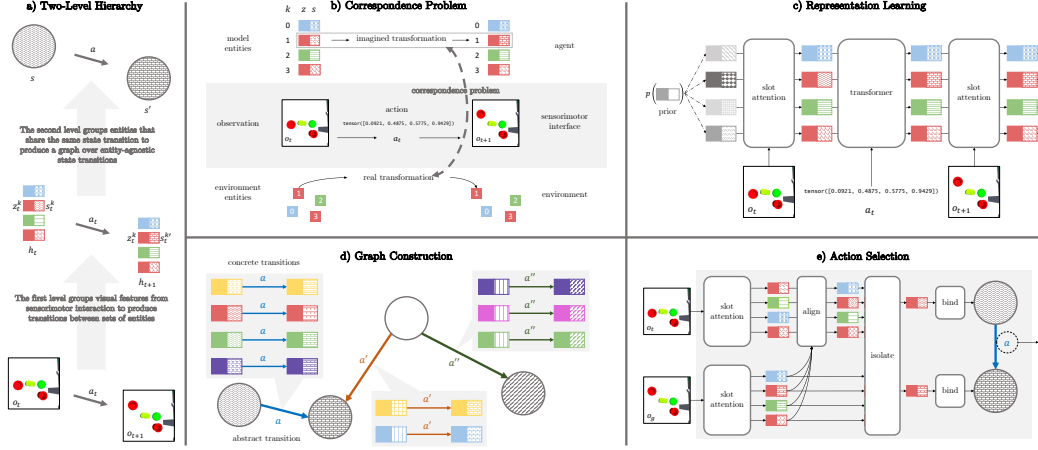 a) Two-Level Hierarchy
s
a
s'
The second level groups entities that
share the same state transition to
produce a graph over entity-agnostic
state transitions
z_t^k s_t^k
h_t
a_t
z_t^k s_t^k'
h_{t+1}
The first level groups visual features from
sensorimotor interaction to produce
transitions between sets of entities
o_t
a_t
o_{t+1}
b) Correspondence Problem
k z s
model
entities
0
1
2
3
imagined transformation
0
1
2
3
agent
correspondence problem
observation
o_t
action
tensor([0.0921, 0.4875, 0.5775, 0.9429])
a_t
o_{t+1}
sensorimotor
interface
environment
entities
1
2
0
3
real transformation
1
2
0
3
environment
c) Representation Learning
p( )
prior
slot
attention
transformer
slot
attention
o_t
tensor([0.0921, 0.4875, 0.5775, 0.9429])
a_t
o_{t+1}
d) Graph Construction
concrete transitions
a
a
a
a
a
abstract transition
a'
a''
a''
a''
a''
a'
a'
e) Action Selection
o_t
slot
attention
align
isolate
bind
a
o_g
slot
attention
bind